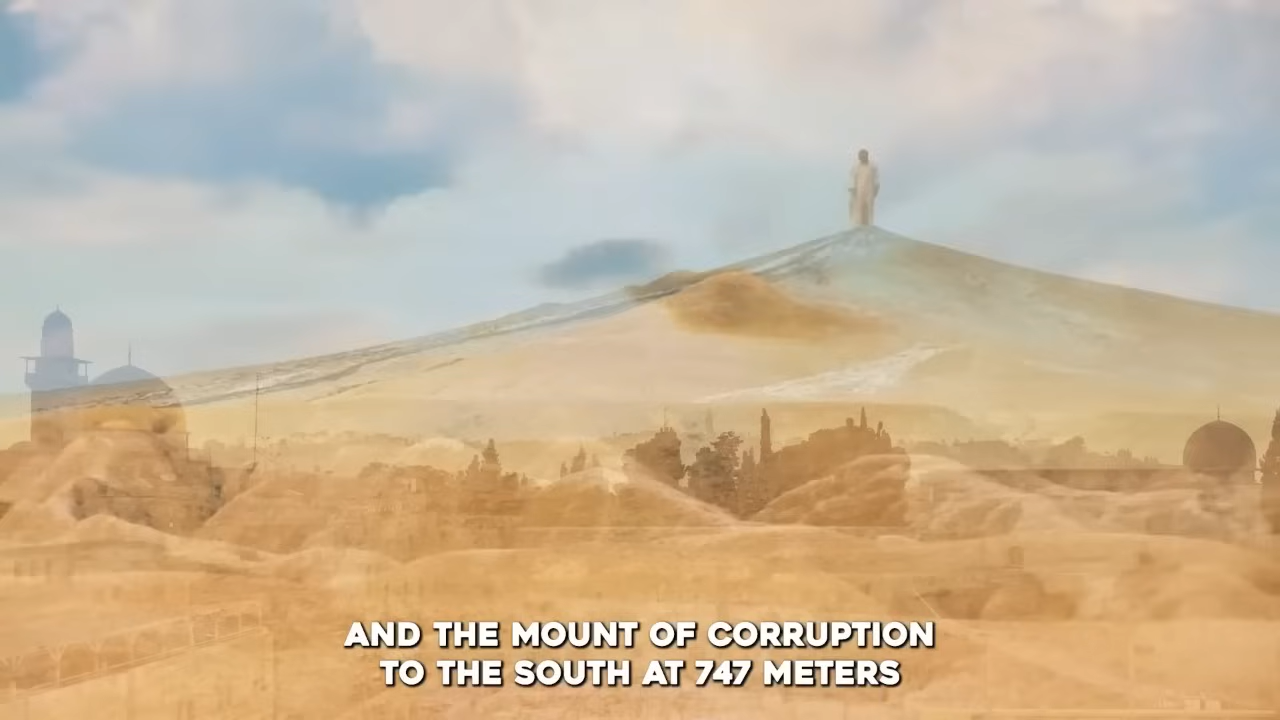 AND THE MOUNT OF CORRUPTION
TO THE SOUTH AT 747 METERS